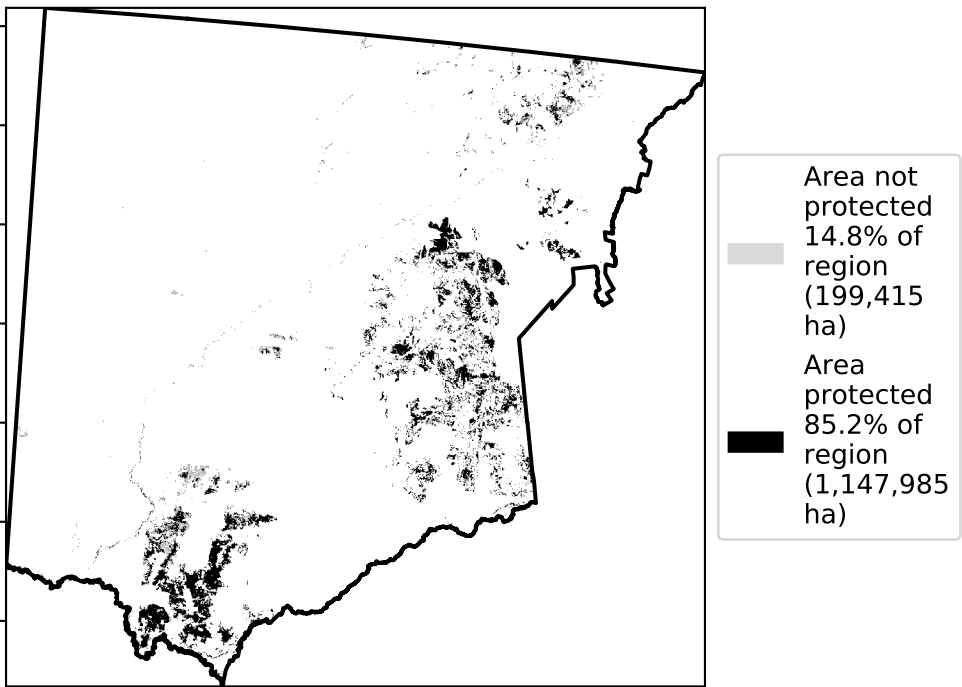 Area not
protected
14.8% of
region
(199,415
ha)
Area
protected
85.2% of
region
(1,147,985
ha)